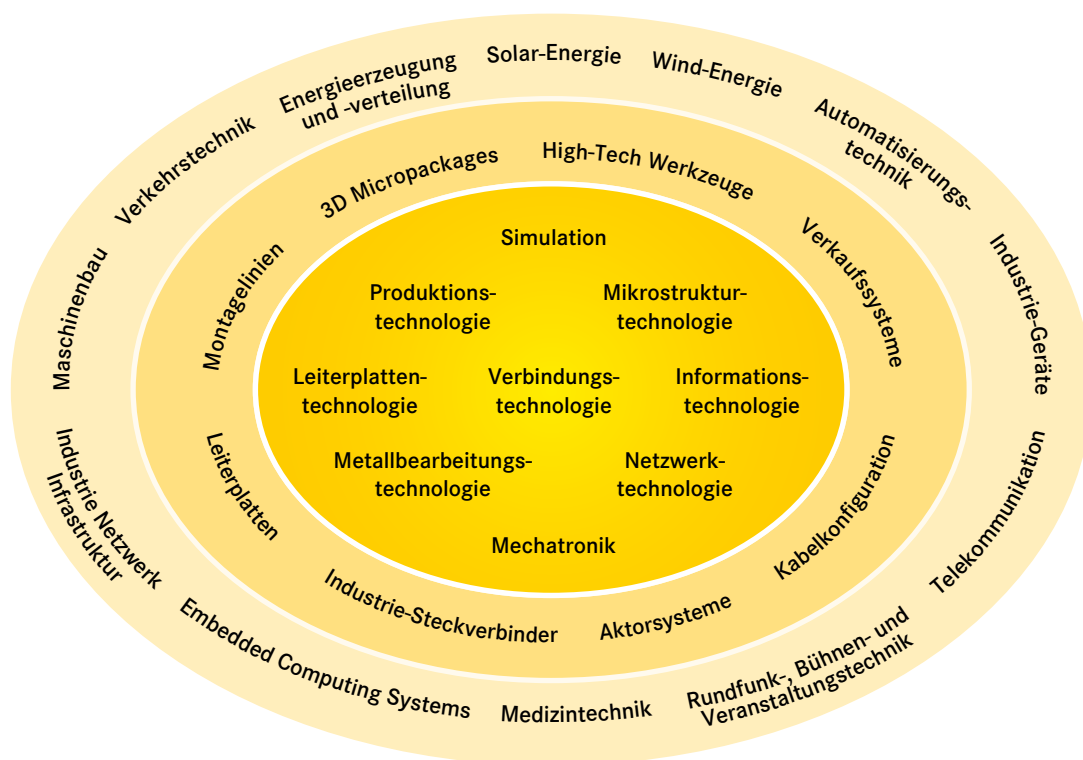 Solar-Energie
Wind-Energie
Energieerzeugung
und -verteilung
Automatisierungs-
technik
Verkehrstechnik
Industrie-Geräte
Maschinenbau
Telekommunikation
Industrie Netzwerk
Infrastruktur
Rundfunk-, Bühnen- und
Veranstaltungstechnik
Embedded Computing Systems
Medizintechnik
3D Micropackages
High-Tech Werkzeuge
Montagelinien
Verkaufssysteme
Leiterplatten
Kabelkonfiguration
Industrie-Steckverbinder
Aktorsysteme
Simulation
Produktions-
technologie
Mikrostruktur-
technologie
Leiterplatten-
technologie
Verbindungs-
technologie
Informations-
technologie
Metallbearbeitungs-
technologie
Netzwerk-
technologie
Mechatronik